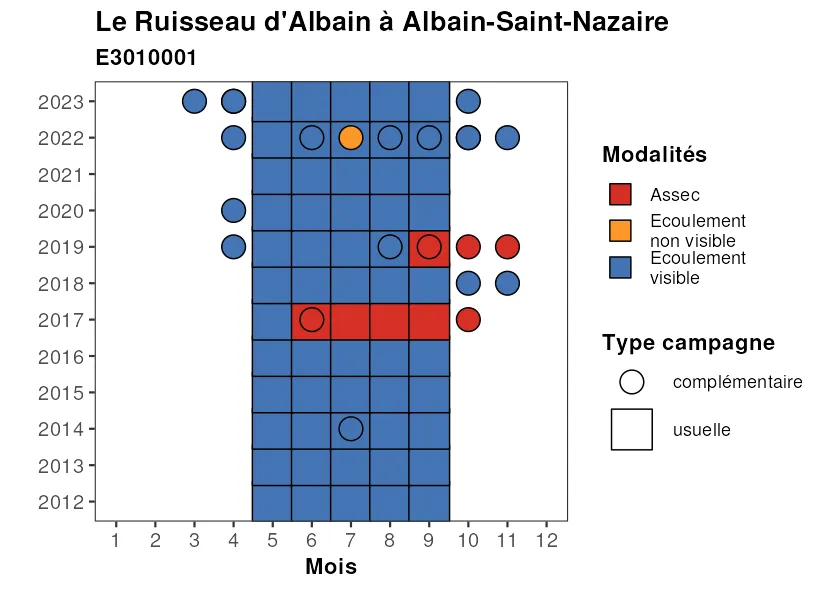 Le Ruisseau d'Albain à Albain-Saint-Nazaire
E3010001
2023
2022
2021
2020
2019
2018
2017
2016
2015
2014
2013
2012
1 2 3 4 5 6 7 8 9 10 11 12
Mois
Modalités
Assec
Ecoulement
non visible
Ecoulement
visible
Type campagne
complémentaire
usuelle